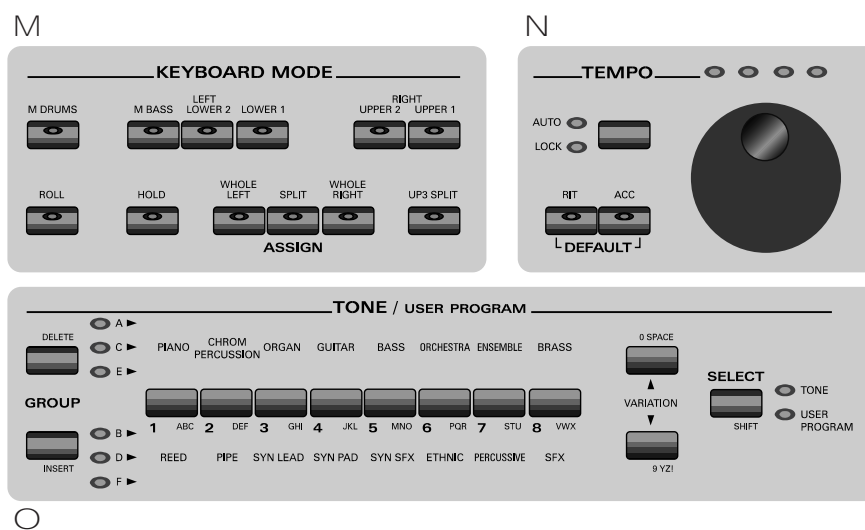 M
KEYBOARD MODE
LEFT
RIGHT
M DRUMS M BASS LOWER 2 LOWER 1 UPPER 2 UPPER 1
WHOLE WHOLE
ROLL HOLD LEFT SPLIT RIGHT UP3 SPLIT
ASSIGN
N
TEMPO
AUTO
LOCK
RIT ACC
DEFAULT
TONE / USER PROGRAM
DELETE
GROUP
INSERT
A ►
C ►
E ►
B ►
D ►
F ►
CHROM
PIANO PERCUSSION ORGAN GUITAR BASS ORCHESTRA ENSEMBLE BRASS
1 ABC 2 DEF 3 GHI 4 JKL 5 MNO 6 PQR 7 STU 8 VWX
REED PIPE SYN LEAD SYN PAD SYN SFX ETHNIC PERCUSSIVE SFX
0 SPACE
▲
VARIATION
▼
9 YZ!
SELECT
SHIFT
TONE
USER
PROGRAM
O